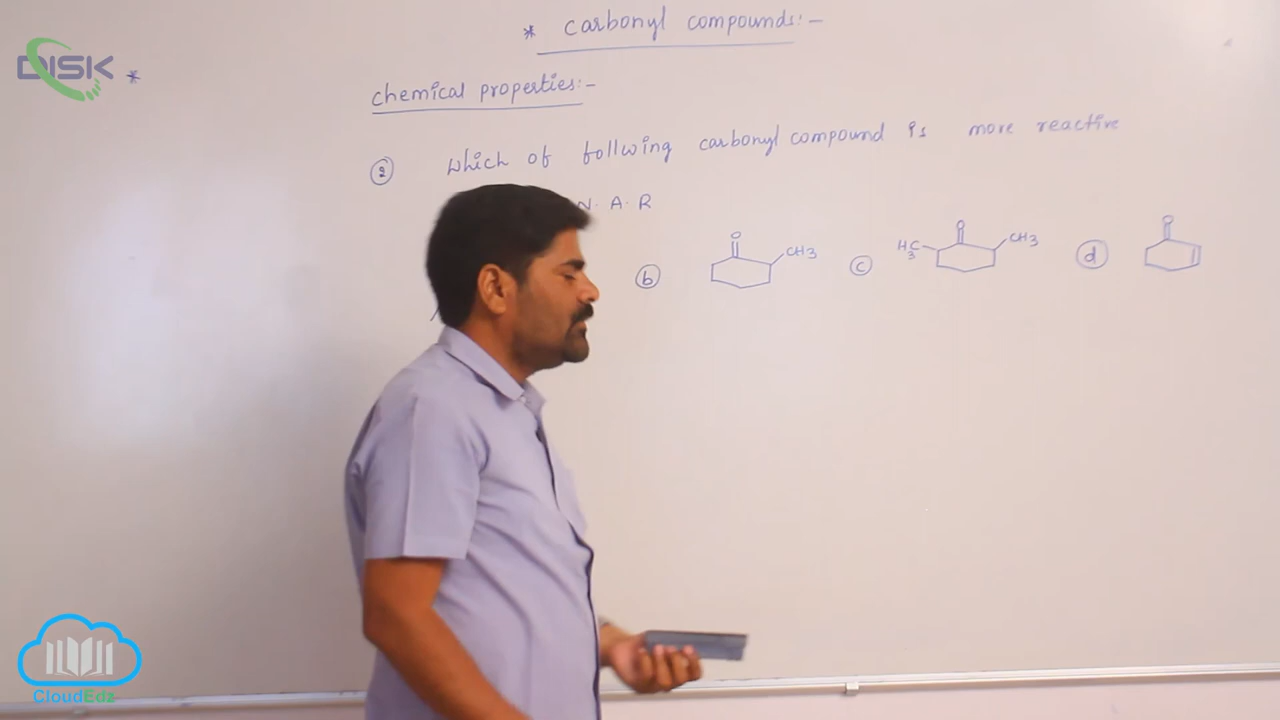 * carbonyl compounds:-
DISK *
chemical properties:-
② which of follwing carbonyl compound is more reactive
N. A. R
ⓑ O CH3
ⓒ H3C O CH3
ⓓ O
CloudEdz